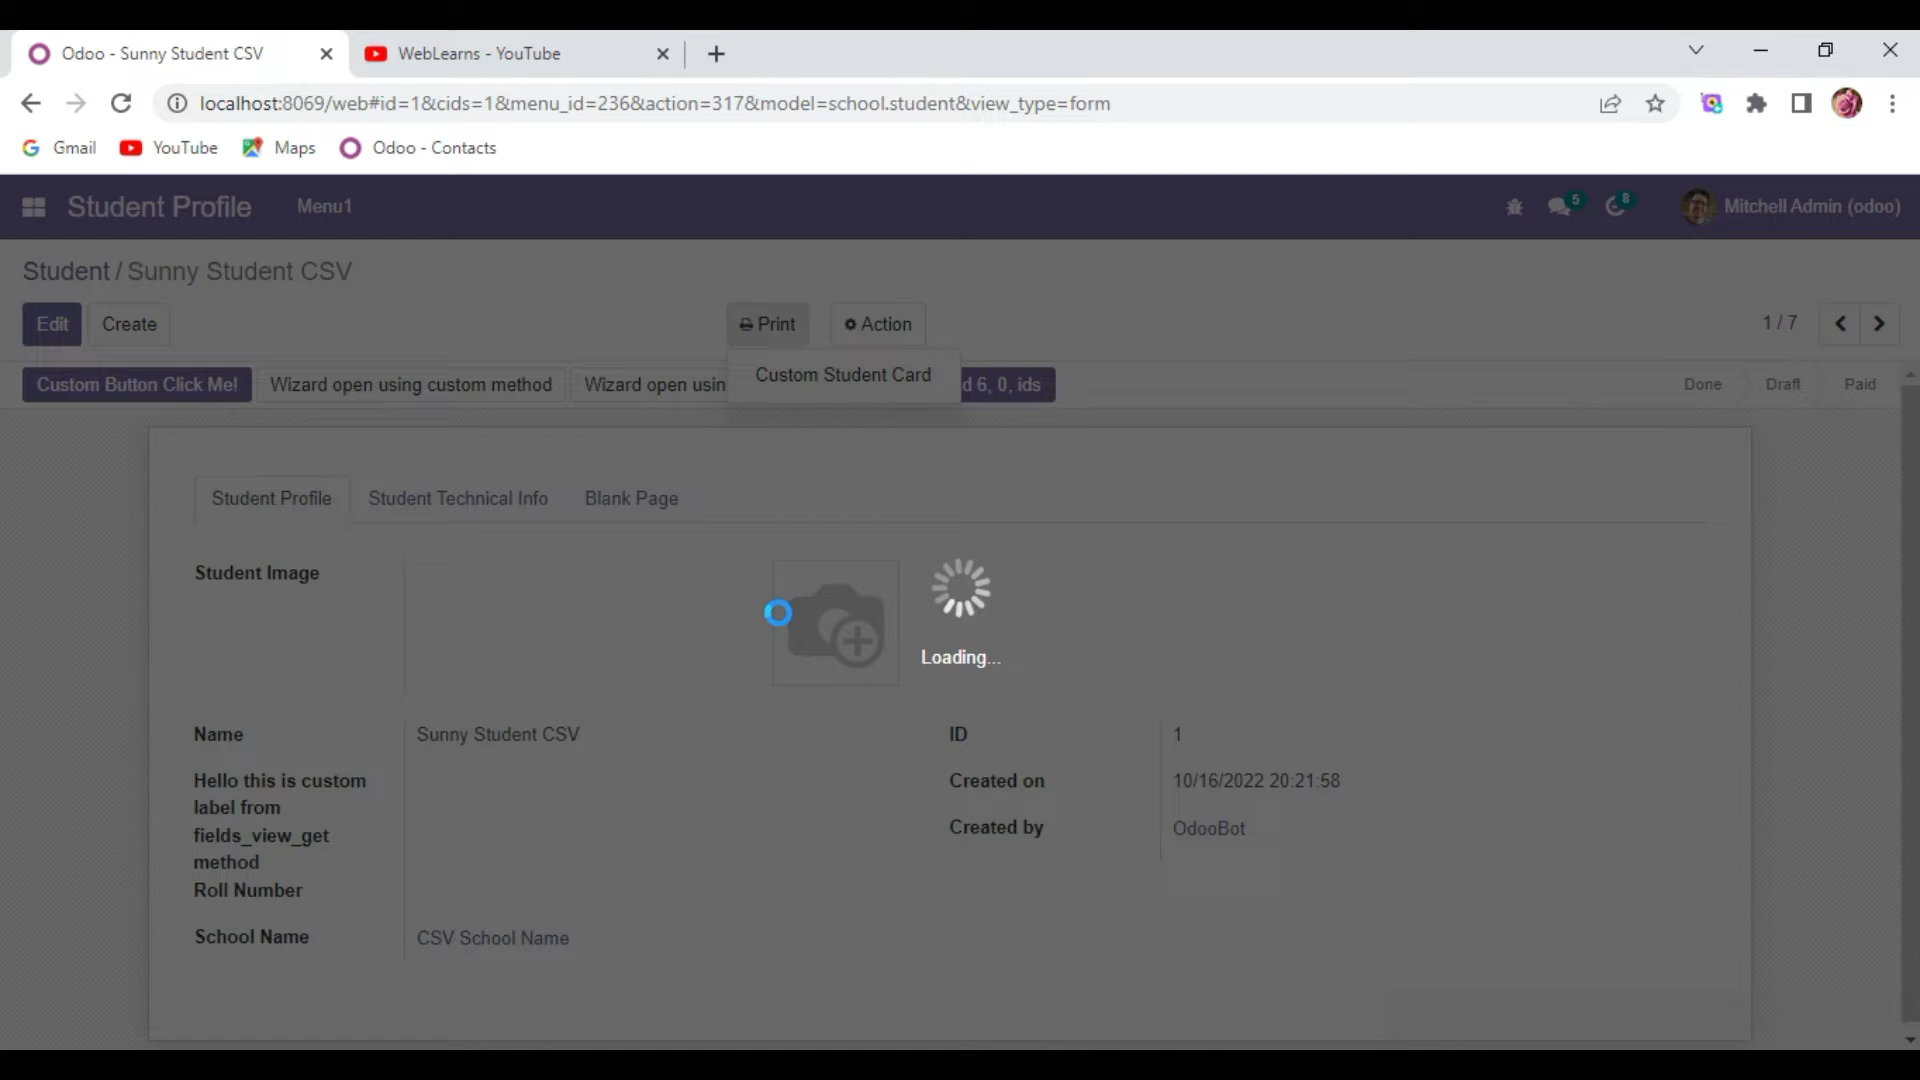 Odoo - Sunny Student CSV
WebLearns - YouTube
localhost:8069/web#id=1&cids=1&menu_id=236&action=317&model=school.student&view_type=form
Gmail
YouTube
Maps
Odoo - Contacts
Student Profile
Menu1
5
8
Mitchell Admin (odoo)
Student / Sunny Student CSV
Edit
Create
Print
Action
1 / 7
Custom Button Click Me!
Wizard open using custom method
Wizard open usin
Custom Student Card
d 6, 0, ids
Done
Draft
Paid
Student Profile
Student Technical Info
Blank Page
Student Image
Loading...
Name
Sunny Student CSV
ID
1
Hello this is custom
label from
fields_view_get
method
Created on
10/16/2022 20:21:58
Created by
OdooBot
Roll Number
School Name
CSV School Name